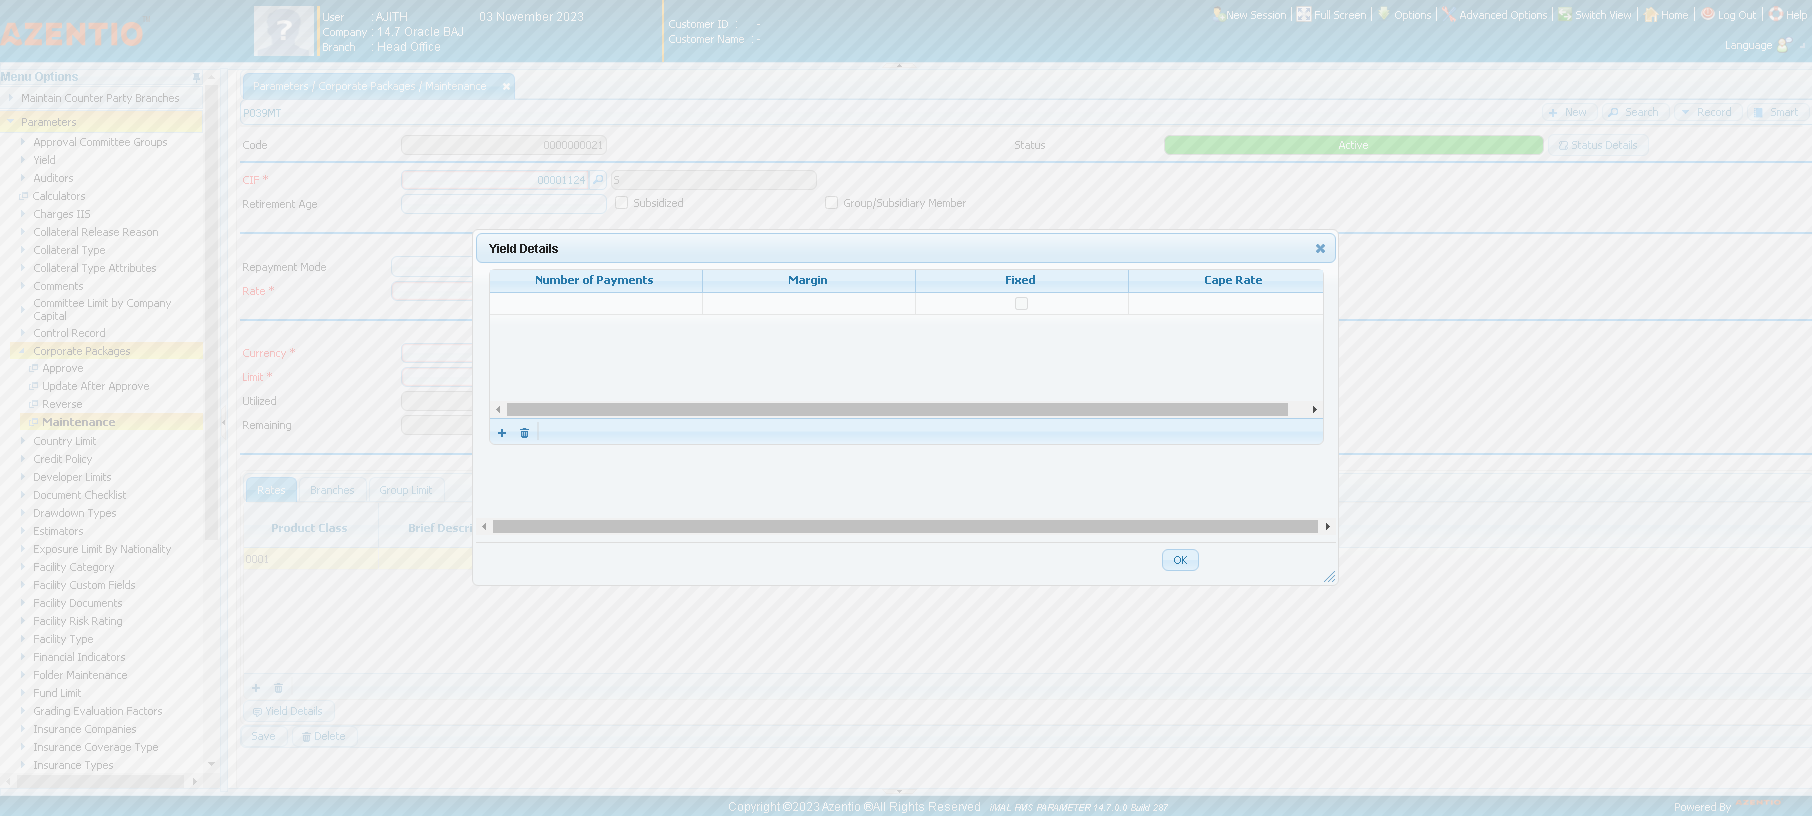 AZENTIO
User : AJITH 03 November 2023
Company : 14.7 Oracle BAJ
Branch : Head Office
Customer ID : -
Customer Name : -
New Session Full Screen Options Advanced Options Switch View Home Log Out Help
Language
Menu Options
Maintain Counter Party Branches
Parameters
Approval Committee Groups
Yield
Auditors
Calculators
Charges IIS
Collateral Release Reason
Collateral Type
Collateral Type Attributes
Comments
Committee Limit by Company
Capital
Control Record
Corporate Packages
Approve
Update After Approve
Reverse
Maintenance
Country Limit
Credit Policy
Developer Limits
Document Checklist
Drawdown Types
Estimators
Exposure Limit By Nationality
Facility Category
Facility Custom Fields
Facility Documents
Facility Risk Rating
Facility Type
Financial Indicators
Folder Maintenance
Fund Limit
Grading Evaluation Factors
Insurance Companies
Insurance Coverage Type
Insurance Types
Parameters / Corporate Packages / Maintenance
P039MT
New Search Record Smart
Code 0000000021 Status Active Status Details
CIF * 00001124 S
Retirement Age Subsidized Group/Subsidiary Member
Repayment Mode
Rate *
Currency *
Limit *
Utilized
Remaining
Yield Details
Number of Payments Margin Fixed Cape Rate
OK
Rates Branches Group Limit
Product Class Brief Descri
0001
Yield Details
Save Delete
Copyright ©2023 Azentio ®All Rights Reserved IMAL RMS PARAMETER 14.7.0.0 Build 287
Powered By AZENTIO